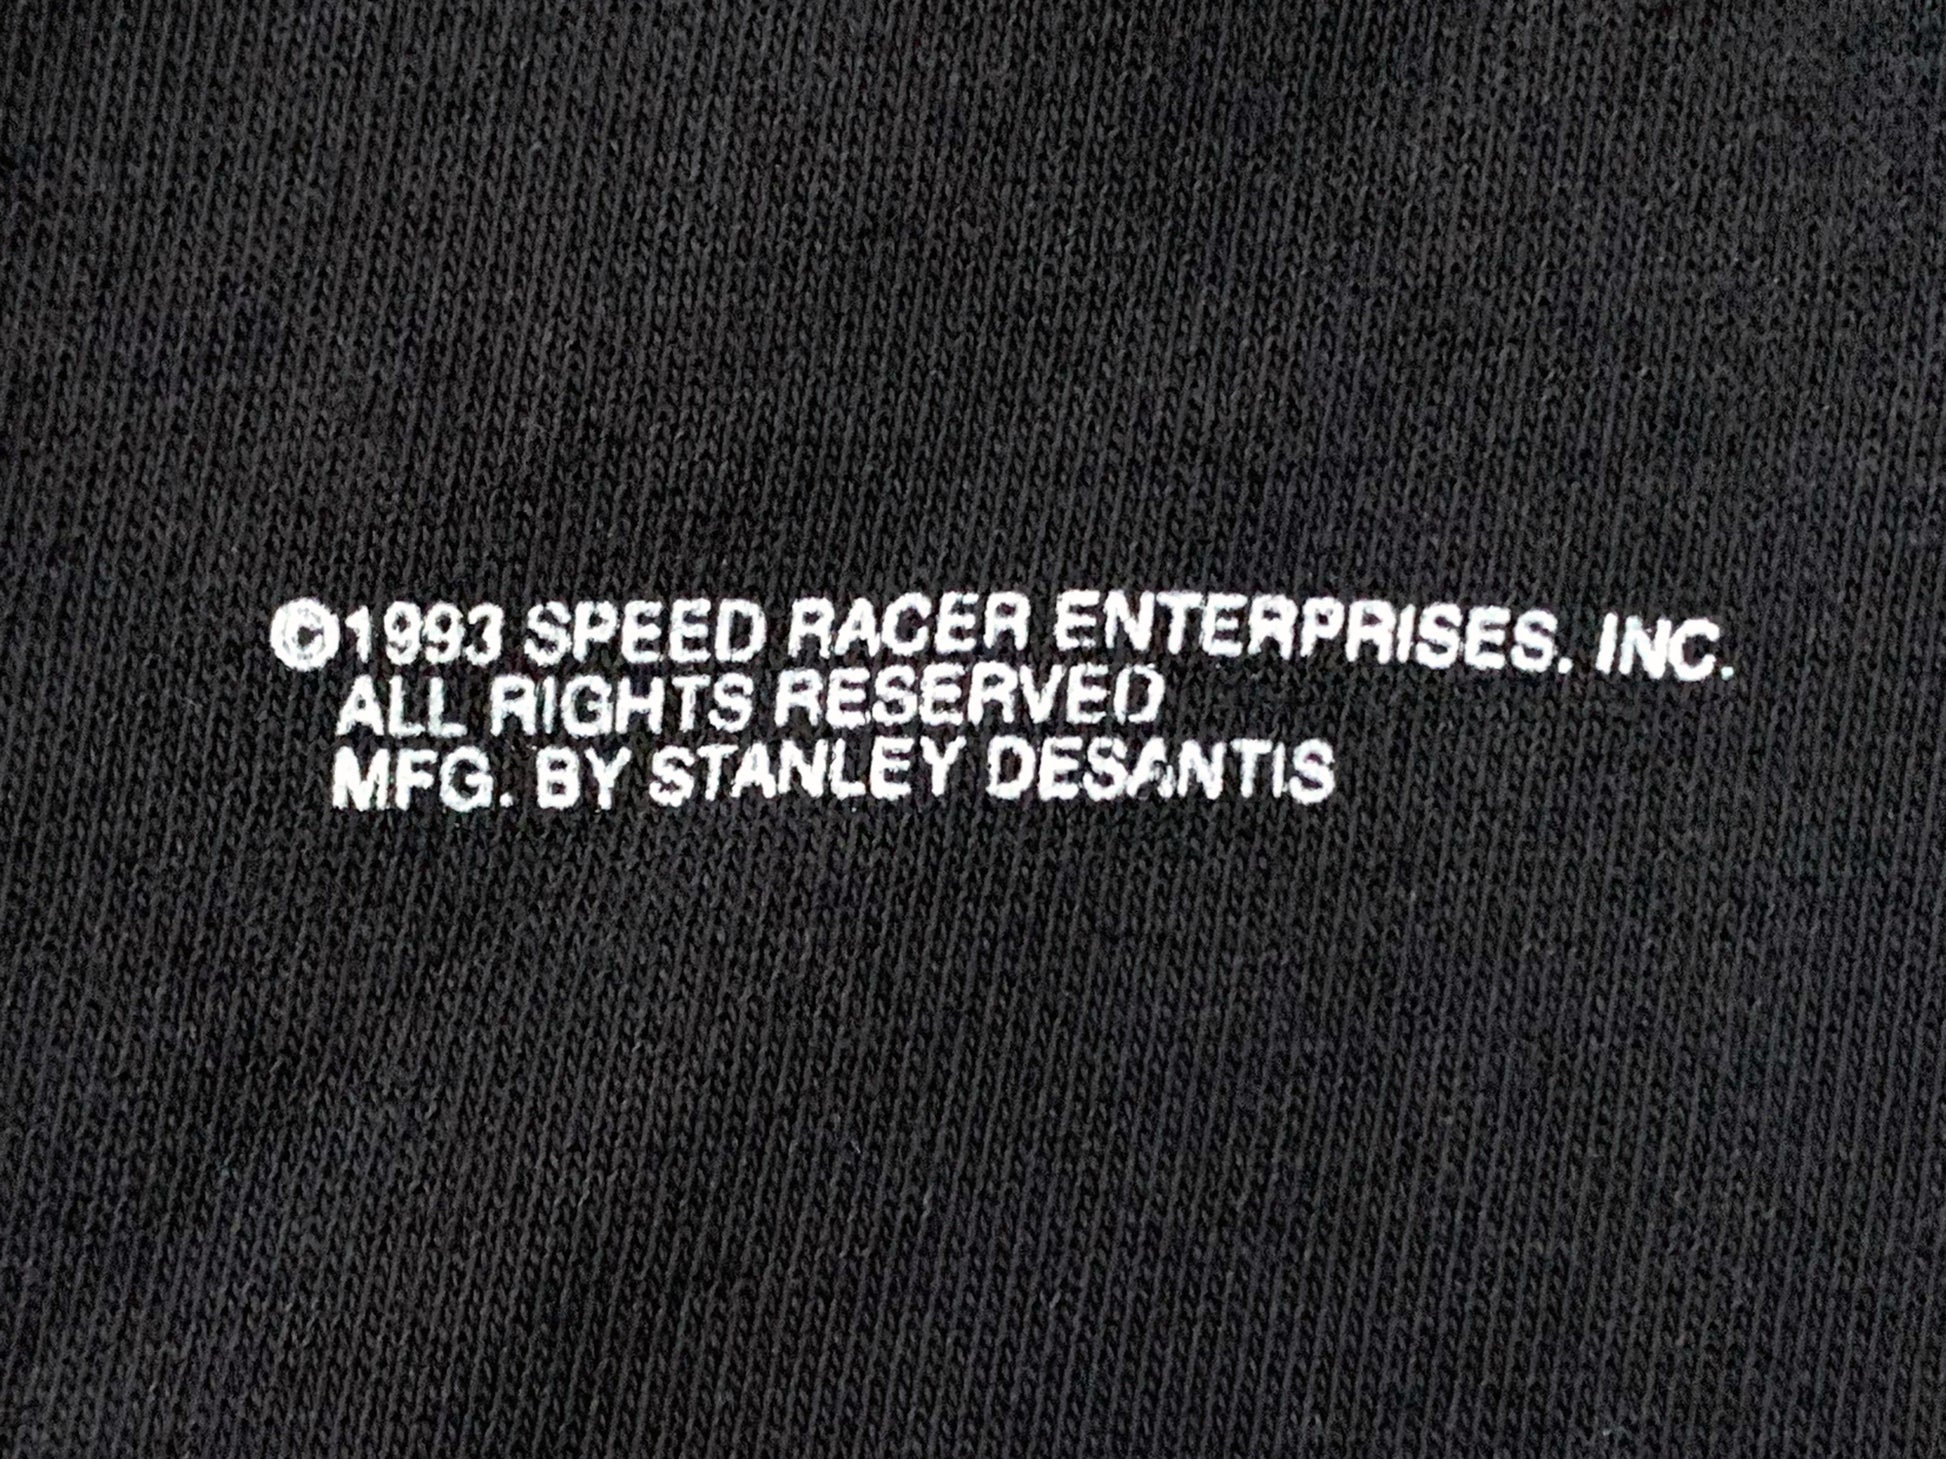 ©1993 SPEED RACER ENTERPRISES. INC.
ALL RIGHTS RESERVED
MFG. BY STANLEY DESANTIS